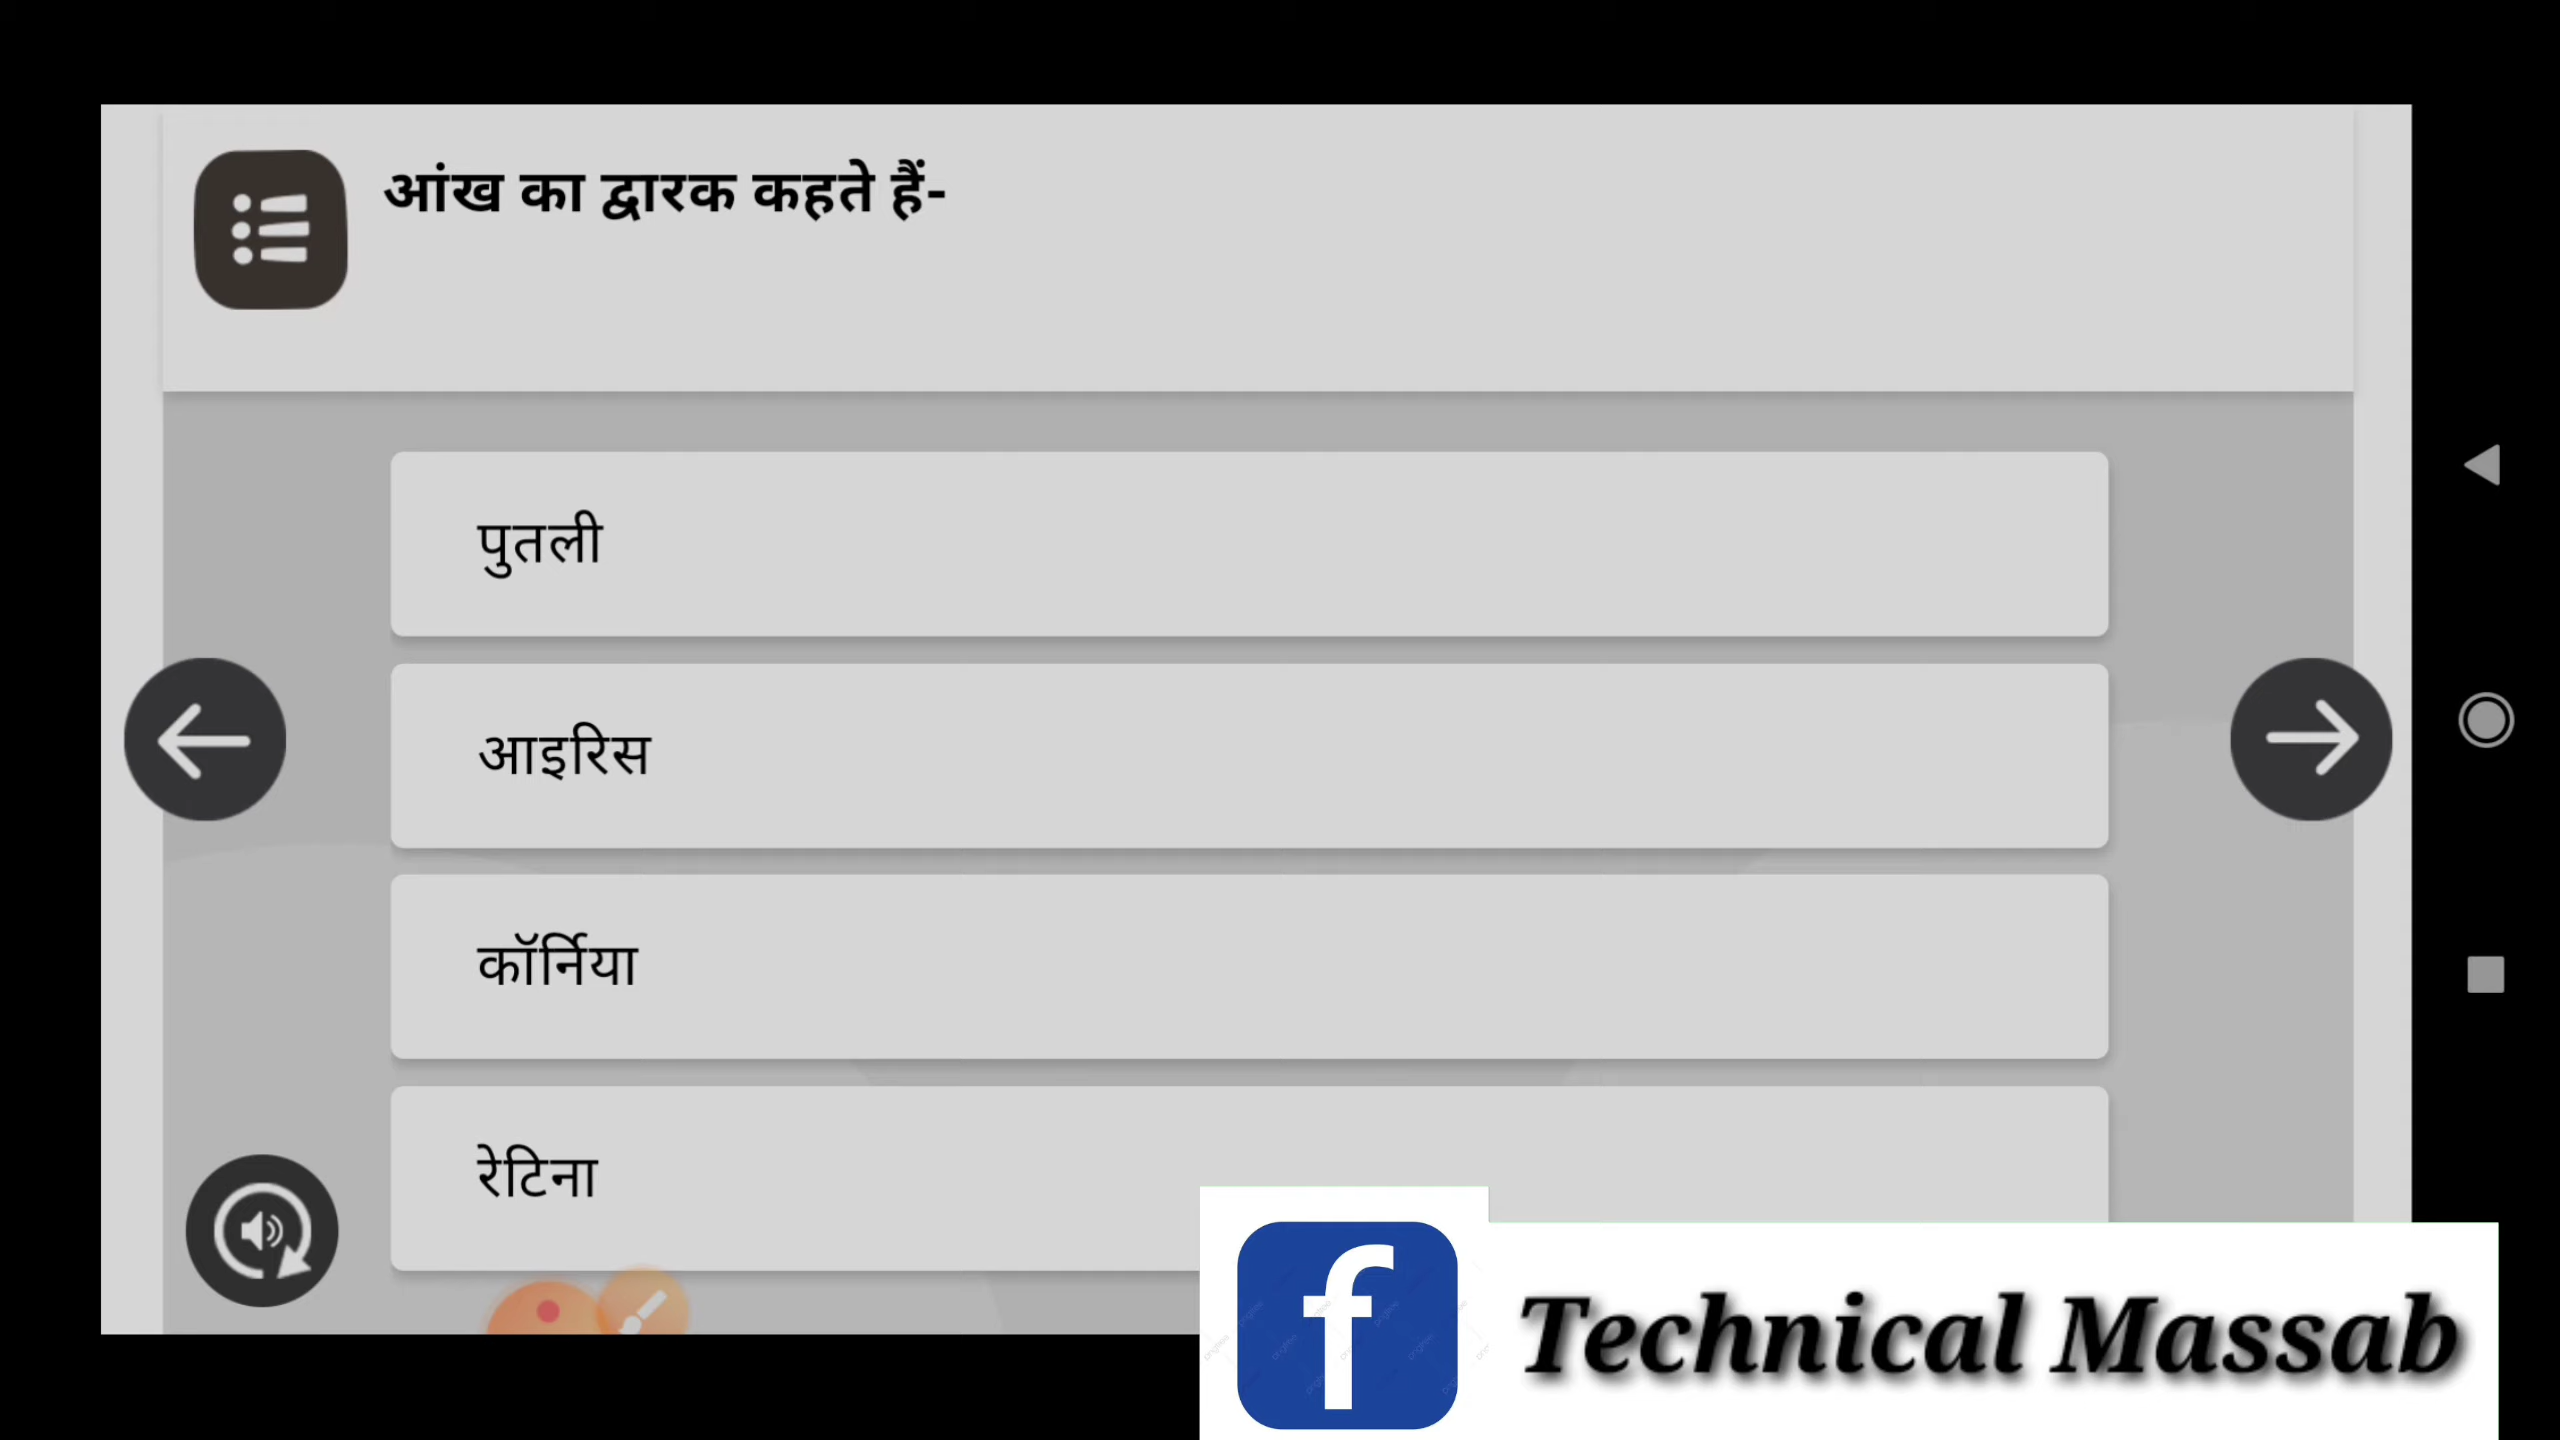 आंख का द्वारक कहते हैं-
पुतली
आइरिस
कॉर्निया
रेटिना
f
Technical Massab